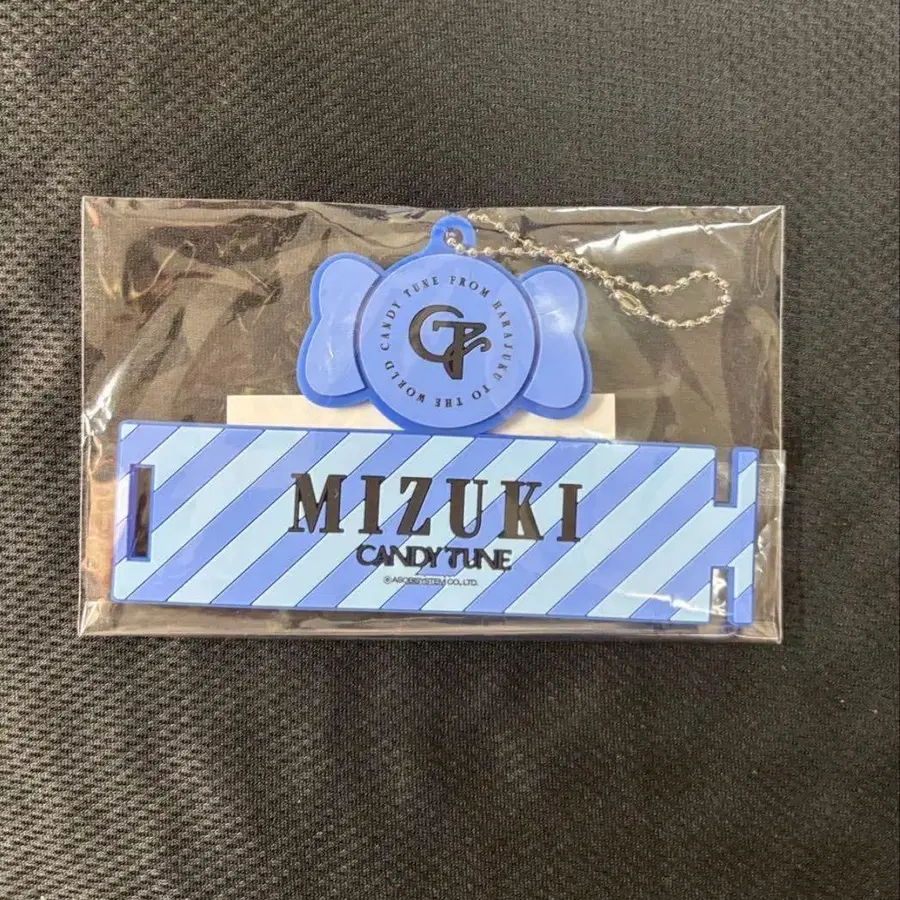 CANDY TUNE FROM HARAJUKU TO THE WORLD
CT
MIZUKI
CANDY TUNE
©ASOBISYSTEM CO.,LTD.